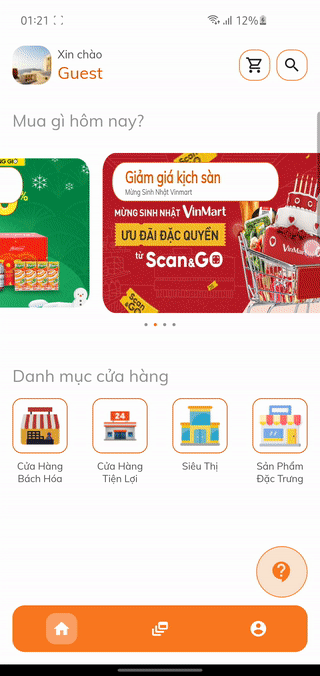 01:21
12%
Xin chào
Guest
Mua gì hôm nay?
Giảm giá kịch sàn
Mừng Sinh Nhật Vinmart
MỪNG SINH NHẬT VinMart
ƯU ĐÃI ĐẶC QUYỀN
từ Scan&GO
VinMart
Danh mục cửa hàng
24
Cửa Hàng
Bách Hóa
Cửa Hàng
Tiện Lợi
Siêu Thị
Sản Phẩm
Đặc Trưng
?